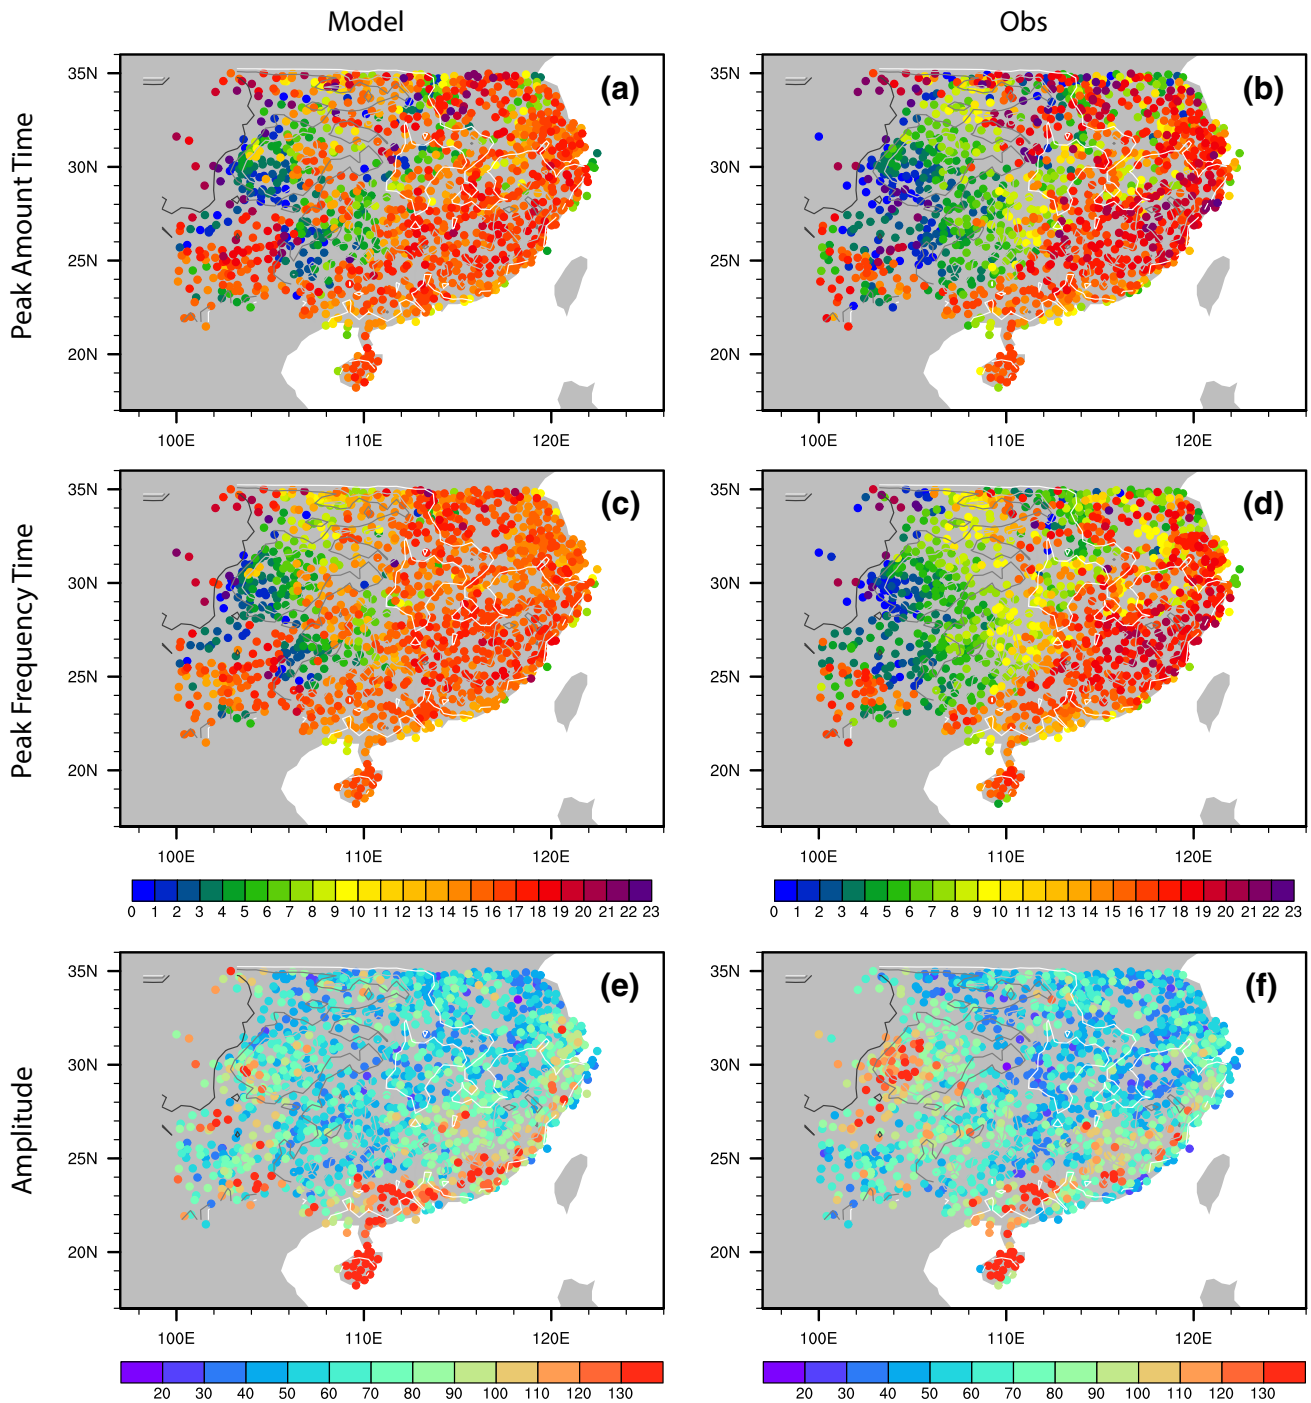 Model
Obs
Peak Amount Time
35N
30N
25N
20N
100E
110E
120E
(a)
35N
30N
25N
20N
100E
110E
120E
(b)
Peak Frequency Time
35N
30N
25N
20N
100E
110E
120E
(c)
35N
30N
25N
20N
100E
110E
120E
(d)
0 1 2 3 4 5 6 7 8 9 10 11 12 13 14 15 16 17 18 19 20 21 22 23
0 1 2 3 4 5 6 7 8 9 10 11 12 13 14 15 16 17 18 19 20 21 22 23
Amplitude
35N
30N
25N
20N
100E
110E
120E
(e)
35N
30N
25N
20N
100E
110E
120E
(f)
20 30 40 50 60 70 80 90 100 110 120 130
20 30 40 50 60 70 80 90 100 110 120 130